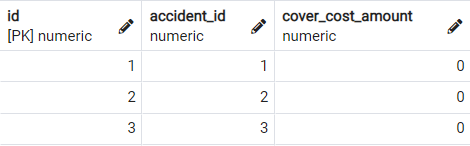 id accident_id cover_cost_amount
[PK] numeric numeric numeric
1 1 0
2 2 0
3 3 0